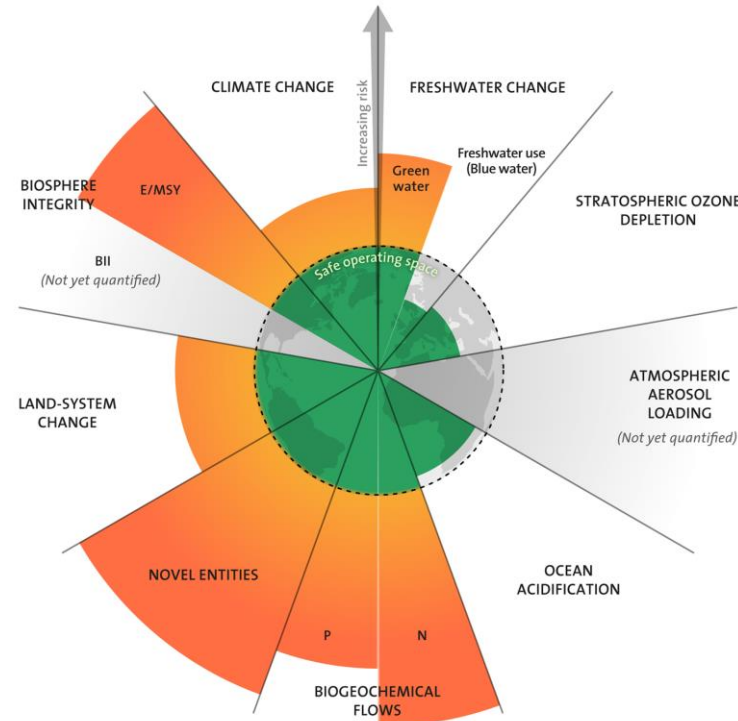 CLIMATE CHANGE
FRESHWATER CHANGE
Increasing risk
Green
water
Freshwater use
(Blue water)
STRATOSPHERIC OZONE
DEPLETION
BIOSPHERE
INTEGRITY
E/MSY
BII
(Not yet quantified)
Safe operating space
ATMOSPHERIC
AEROSOL
LOADING
(Not yet quantified)
LAND-SYSTEM
CHANGE
NOVEL ENTITIES
OCEAN
ACIDIFICATION
P
N
BIOGEOCHEMICAL
FLOWS